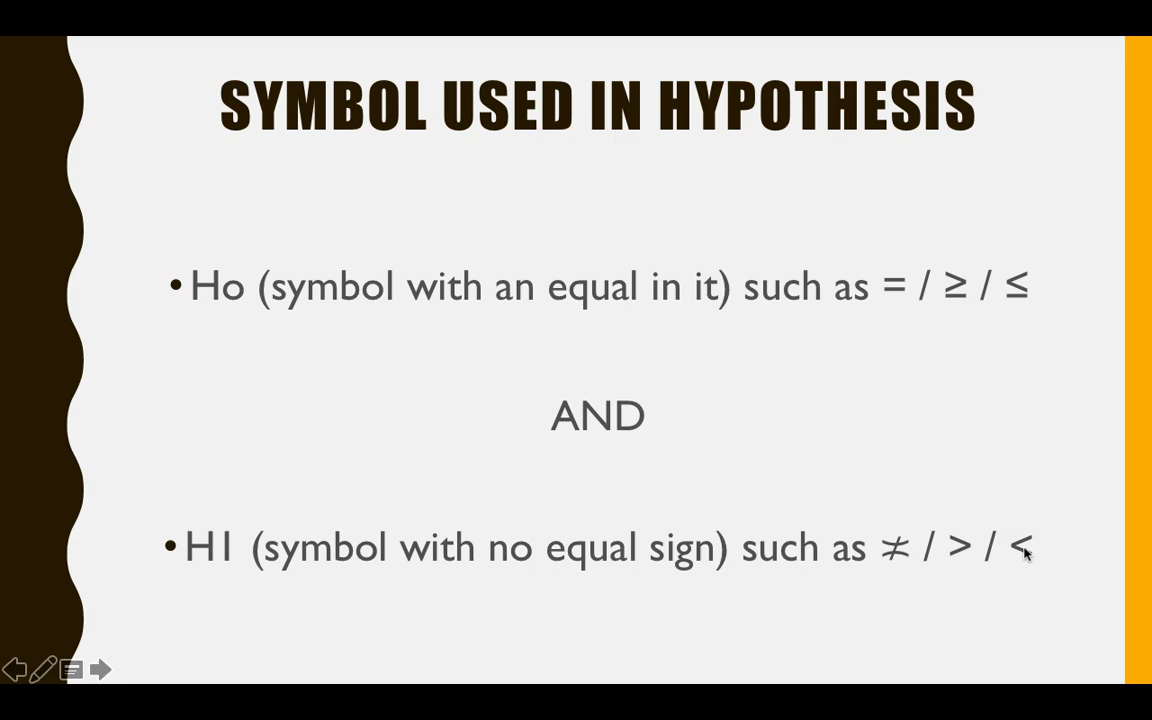 SYMBOL USED IN HYPOTHESIS
•Ho (symbol with an equal in it) such as = / ≥ / ≤
AND
•H1 (symbol with no equal sign) such as ≭ / > / <